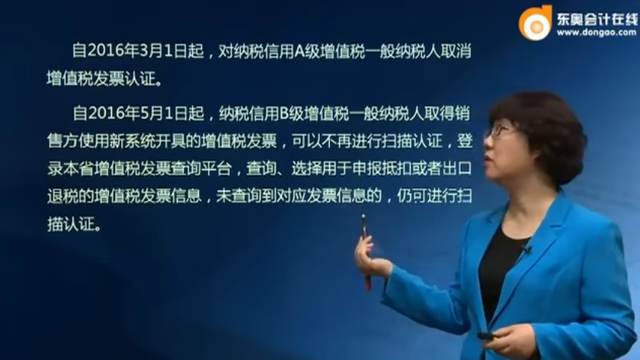 东奥会计在线
www.dongao.com
自2016年3月1日起，对纳税信用A级增值税一般纳税人取消
增值税发票认证。
自2016年5月1日起，纳税信用B级增值税一般纳税人取得销
售方使用新系统开具的增值税发票，可以不再进行扫描认证，登
录本省增值税发票查询平台，查询、选择用于申报抵扣或者出口
退税的增值税发票信息，未查询到对应发票信息的，仍可进行扫
描认证。